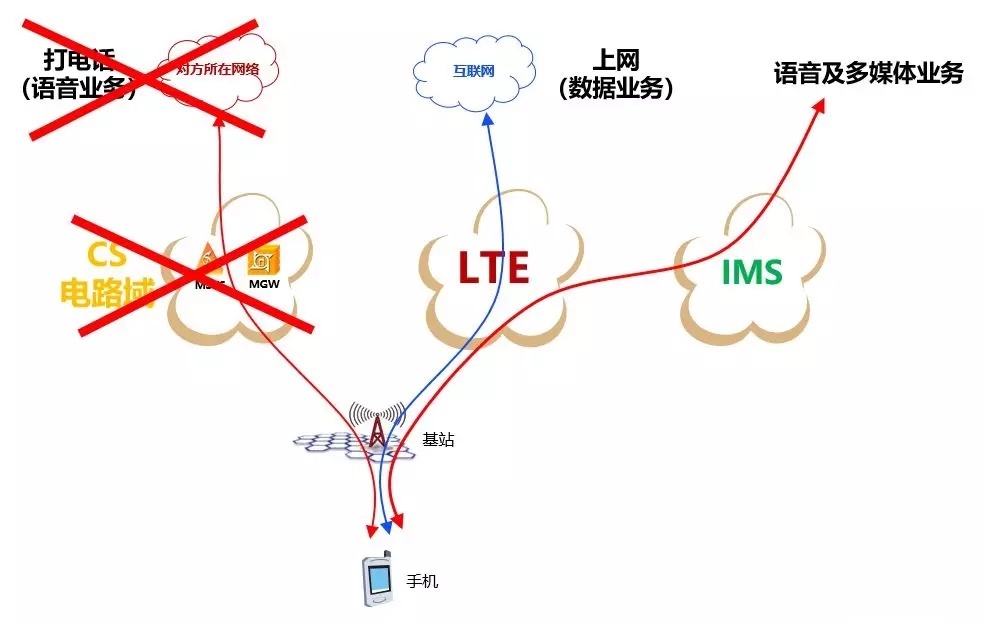 打电话
(语音业务)
对方所在网络
互联网
上网
(数据业务)
语音及多媒体业务
CS
电路域
MGW
LTE
IMS
基站
手机